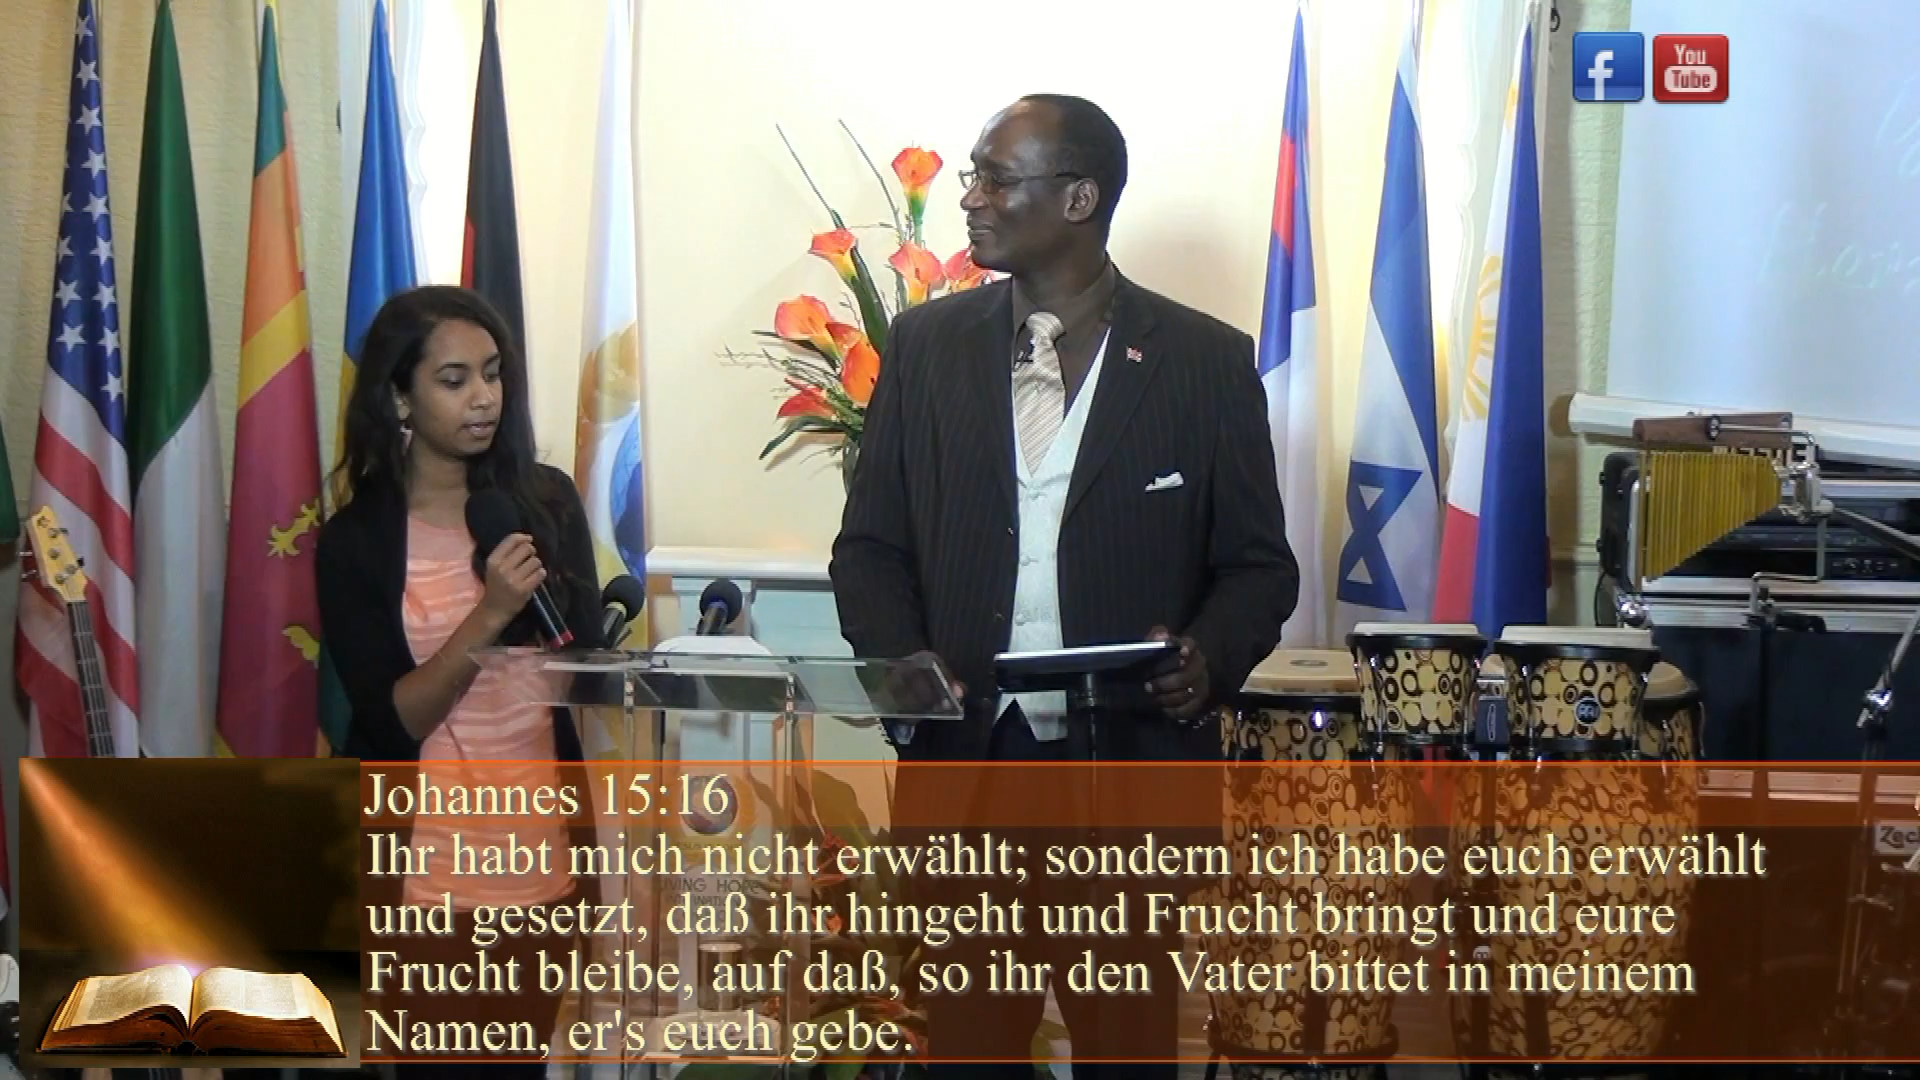 You
Tube
Johannes 15:16
Ihr habt mich nicht erwählt; sondern ich habe euch erwählt
und gesetzt, daß ihr hingeht und Frucht bringt und eure
Frucht bleibe, auf daß, so ihr den Vater bittet in meinem
Namen, er's euch gebe.
LIVING HOPE